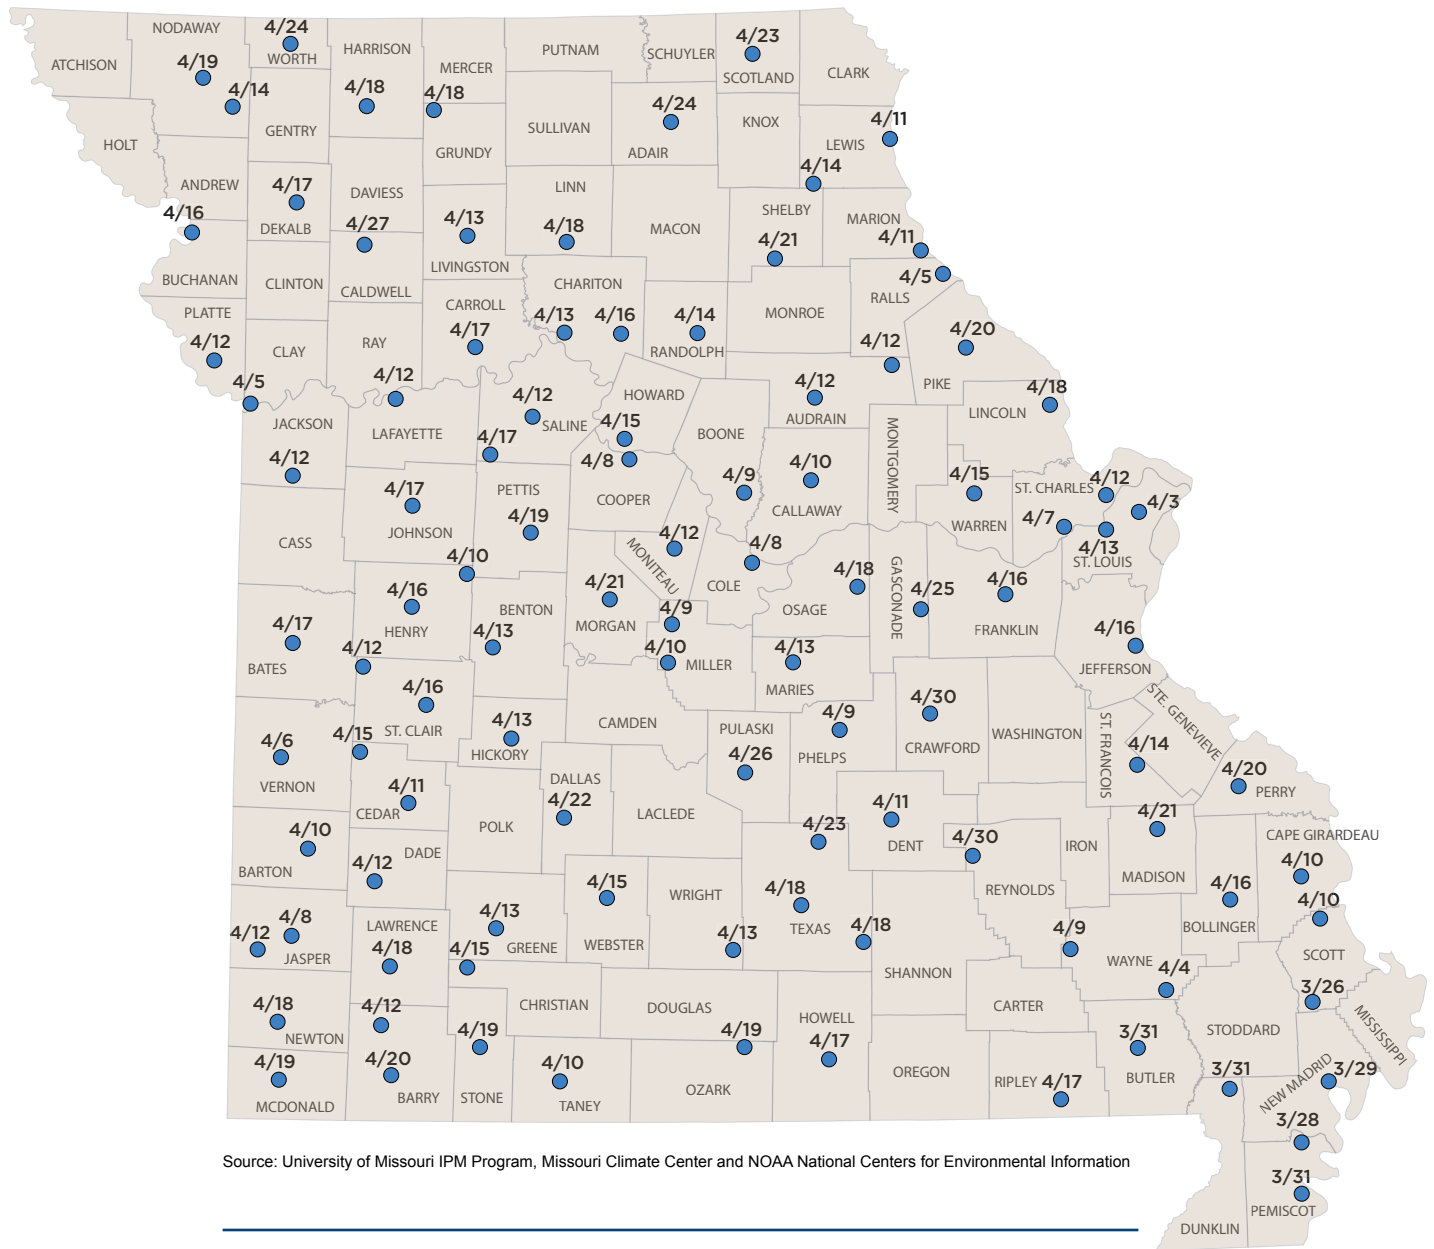 NODAWAY
4/24
WORTH
HARRISON
PUTNAM
SCHUYLER
4/23
SCOTLAND
ATCHISON
4/19
MERCER
CLARK
4/14
4/18
4/18
4/24
KNOX
4/11
HOLT
GENTRY
SULLIVAN
ADAIR
LEWIS
GRUNDY
4/14
ANDREW
4/17
DAVIESS
LINN
SHELBY
4/16
DEKALB
4/27
4/13
4/18
MACON
4/21
MARION
4/11
BUCHANAN
CLINTON
CALDWELL
LIVINGSTON
CHARITON
4/5
RALLS
PLATTE
CARROLL
4/13
4/16
4/14
MONROE
4/12
CLAY
RAY
4/17
RANDOLPH
4/12
4/20
4/5
4/12
4/12
HOWARD
4/12
AUDRAIN
PIKE
4/18
JACKSON
LAFAYETTE
SALINE
4/15
BOONE
MONTGOMERY
LINCOLN
4/12
4/17
4/8
4/17
PETTIS
COOPER
4/9
4/10
CALLAWAY
4/15
ST. CHARLES
4/12
4/3
CASS
JOHNSON
4/19
WARREN
4/7
4/10
MONITEAU
4/12
4/8
4/13
ST. LOUIS
4/16
HENRY
BENTON
4/21
MORGAN
COLE
OSAGE
4/18
GASCONADE
4/25
4/16
FRANKLIN
4/17
BATES
4/12
4/13
4/9
4/10
MILLER
4/13
MARIES
4/16
JEFFERSON
4/16
ST. CLAIR
4/13
HICKORY
CAMDEN
PULASKI
4/9
4/30
CRAWFORD
WASHINGTON
ST. FRANCOIS
STE. GENEVIEVE
4/6
VERNON
4/15
4/26
PHELPS
4/14
4/20
PERRY
4/11
CEDAR
POLK
DALLAS
4/22
LACLEDE
4/23
4/11
DENT
4/30
IRON
4/21
MADISON
CAPE GIRARDEAU
4/10
BARTON
4/12
DADE
4/10
4/15
WRIGHT
4/18
TEXAS
REYNOLDS
4/16
BOLLINGER
4/10
4/12
4/8
JASPER
LAWRENCE
4/18
4/13
GREENE
4/15
WEBSTER
4/13
4/18
SHANNON
4/9
WAYNE
4/4
SCOTT
3/26
MISSISSIPPI
4/18
NEWTON
4/12
CHRISTIAN
DOUGLAS
HOWELL
CARTER
STODDARD
4/19
MCDONALD
4/20
BARRY
4/19
STONE
4/10
TANEY
4/19
OZARK
4/17
OREGON
RIPLEY
4/17
3/31
BUTLER
3/31
NEW MADRID
3/29
3/28
3/31
PEMISCOT
DUNKLIN
Source: University of Missouri IPM Program, Missouri Climate Center and NOAA National Centers for Environmental Information